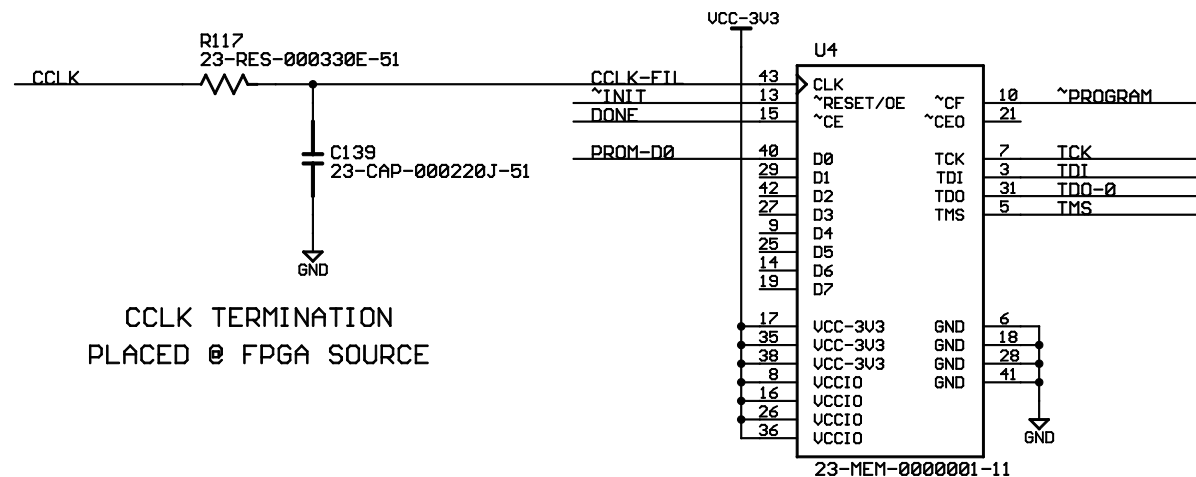 VCC-3V3
R117
23-RES-000330E-51
U4
CCLK
CCLK-FIL 43 CLK
~INIT 13 ~RESET/OE ~CF 10 ~PROGRAM
DONE 15 ~CE ~CEO 21
C139
23-CAP-000220J-51
PROM-D0 40 D0 TCK 7 TCK
29 D1 TDI 3 TDI
42 D2 TDO 31 TDO-0
27 D3 TMS 5 TMS
9 D4
25 D5
14 D6
19 D7
GND
CCLK TERMINATION
PLACED @ FPGA SOURCE
17 VCC-3V3 GND 6
35 VCC-3V3 GND 18
38 VCC-3V3 GND 28
8 VCCIO GND 41
16 VCCIO
26 VCCIO
36 VCCIO
GND
23-MEM-0000001-11